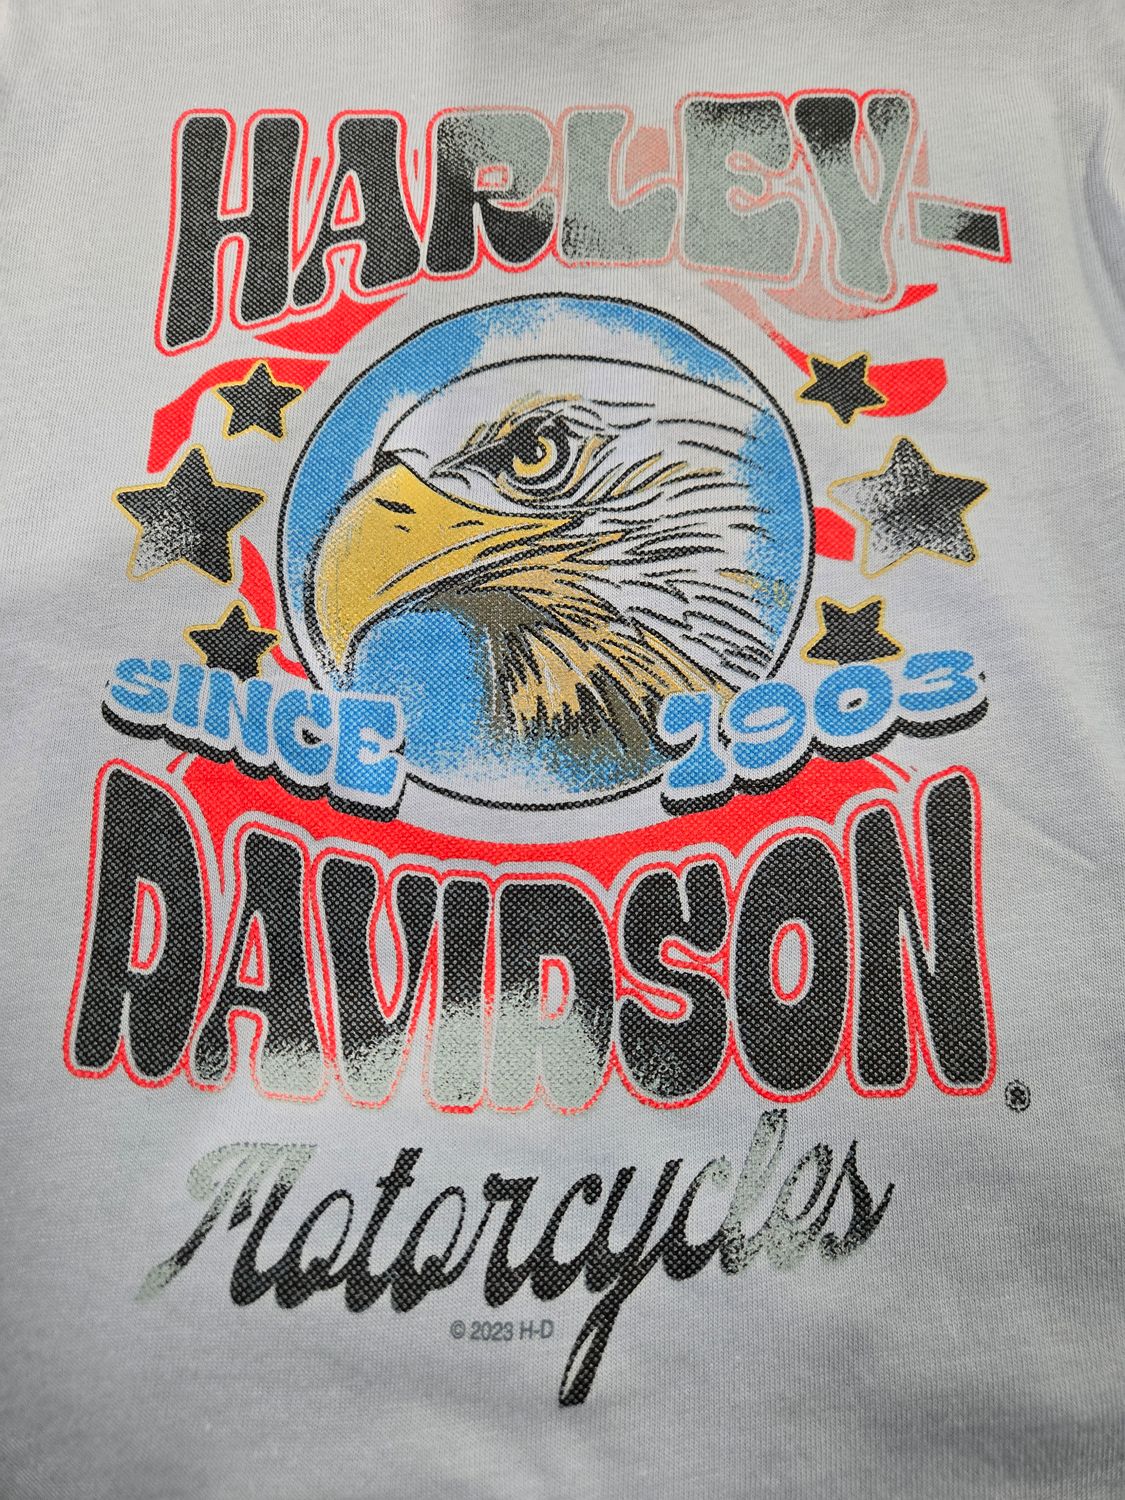 HARLEY-
SINCE 1903
DAVIDSON®
Motorcycles
© 2023 H-D